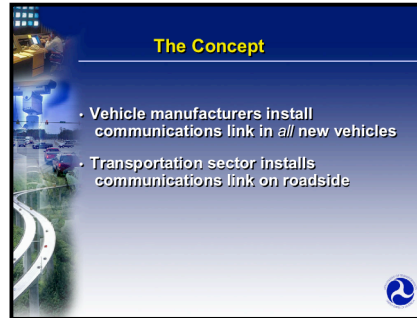 The Concept
• Vehicle manufacturers install
communications link in all new vehicles
• Transportation sector installs
communications link on roadside